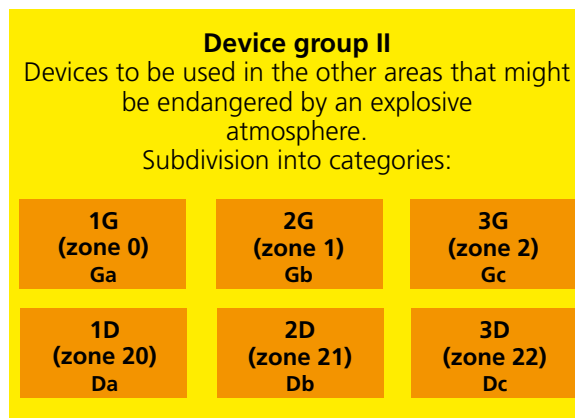 Device group II
Devices to be used in the other areas that might
be endangered by an explosive
atmosphere.
Subdivision into categories:
1G
(zone 0)
Ga
2G
(zone 1)
Gb
3G
(zone 2)
Gc
1D
(zone 20)
Da
2D
(zone 21)
Db
3D
(zone 22)
Dc